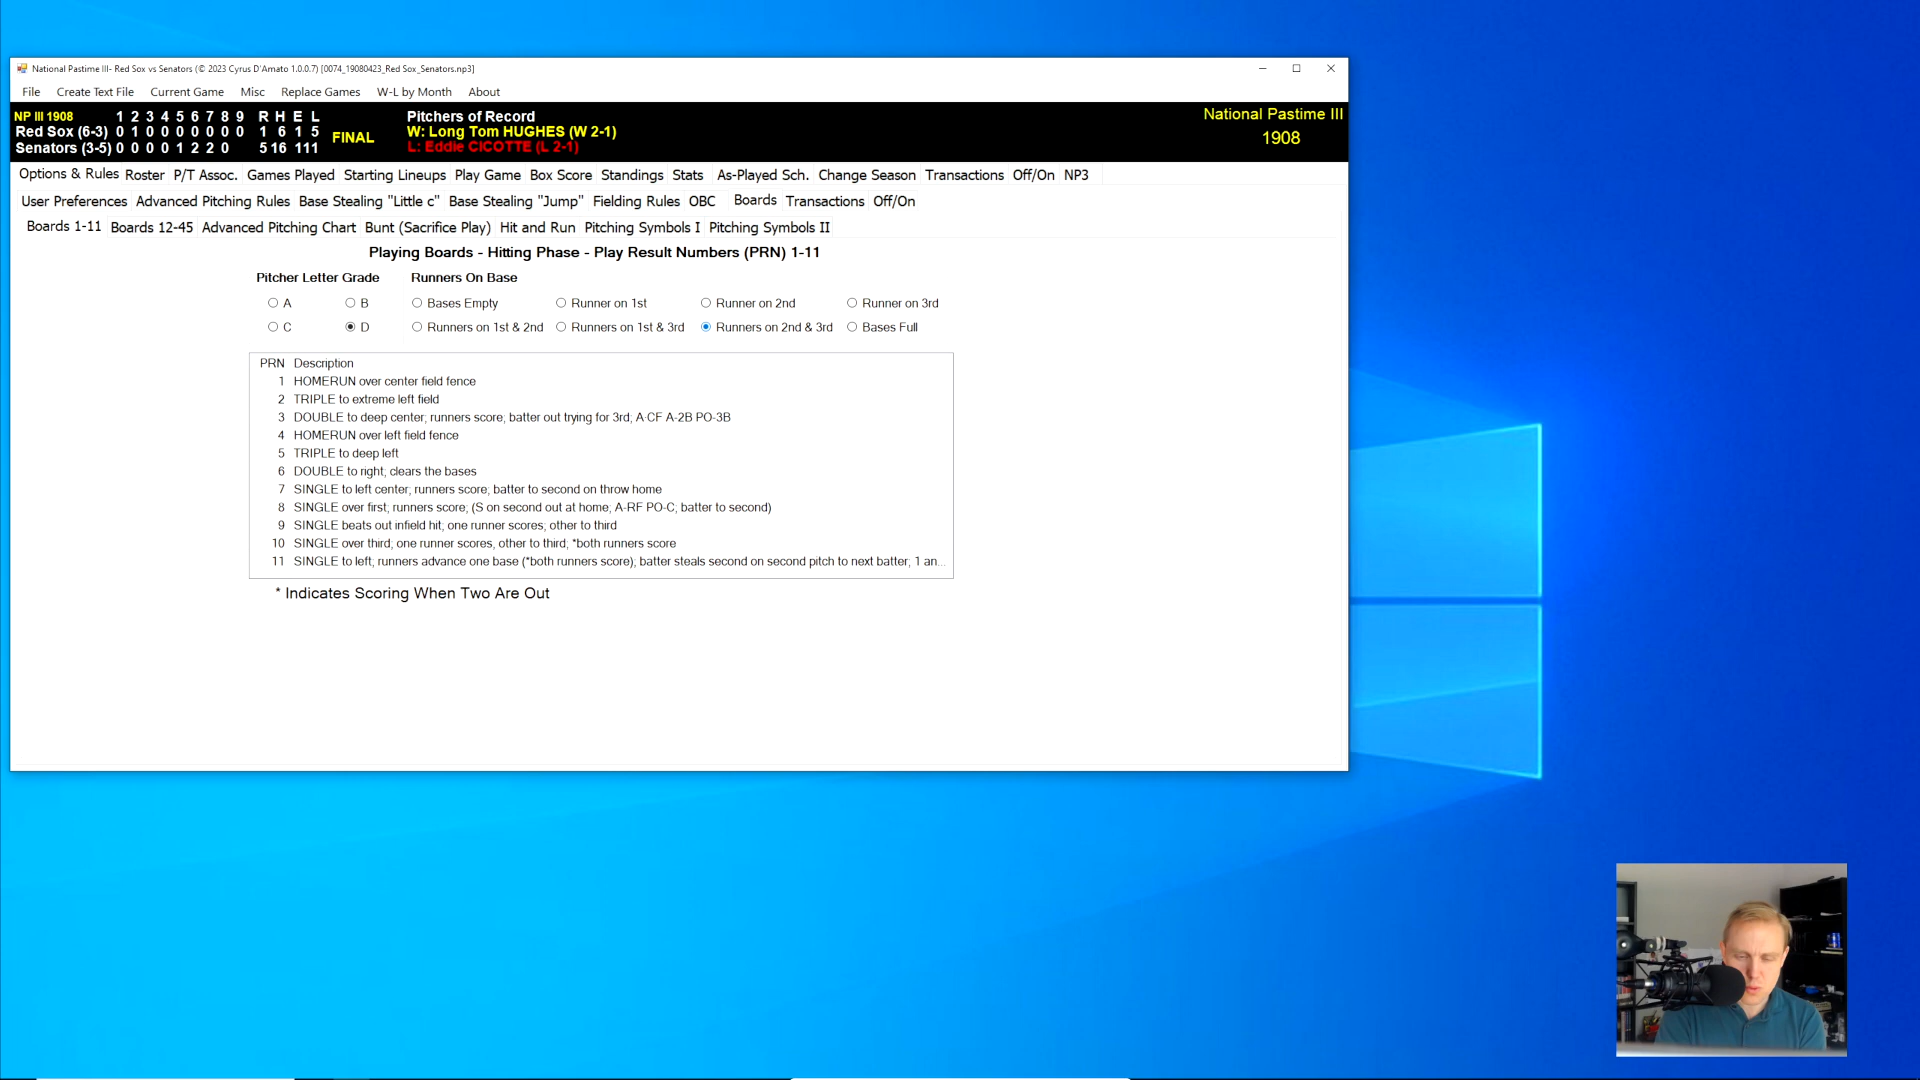 National Pastime III- Red Sox vs Senators (© 2023 Cyrus D'Amato 1.0.0.7) [0074_19080423_Red Sox_Senators.np3]
File Create Text File Current Game Misc Replace Games W-L by Month About
NP III 1908 1 2 3 4 5 6 7 8 9 R H E L
Red Sox (6-3) 0 1 0 0 0 0 0 0 0 1 6 1 5
Senators (3-5) 0 0 0 0 1 2 2 0 5 16 1 11
FINAL
Pitchers of Record
W: Long Tom HUGHES (W 2-1)
L: Eddie CICOTTE (L 2-1)
National Pastime III
1908
Options & Rules Roster P/T Assoc. Games Played Starting Lineups Play Game Box Score Standings Stats As-Played Sch. Change Season Transactions Off/On NP3
User Preferences Advanced Pitching Rules Base Stealing "Little c" Base Stealing "Jump" Fielding Rules OBC Boards Transactions Off/On
Boards 1-11 Boards 12-45 Advanced Pitching Chart Bunt (Sacrifice Play) Hit and Run Pitching Symbols I Pitching Symbols II
Playing Boards - Hitting Phase - Play Result Numbers (PRN) 1-11
Pitcher Letter Grade Runners On Base
A B Bases Empty Runner on 1st Runner on 2nd Runner on 3rd
C D Runners on 1st & 2nd Runners on 1st & 3rd Runners on 2nd & 3rd Bases Full
PRN Description
1 HOMERUN over center field fence
2 TRIPLE to extreme left field
3 DOUBLE to deep center; runners score; batter out trying for 3rd; A-CF A-2B PO-3B
4 HOMERUN over left field fence
5 TRIPLE to deep left
6 DOUBLE to right; clears the bases
7 SINGLE to left center; runners score; batter to second on throw home
8 SINGLE over first; runners score; (S on second out at home; A-RF PO-C, batter to second)
9 SINGLE beats out infield hit; one runner scores; other to third
10 SINGLE over third; one runner scores, other to third; *both runners score
11 SINGLE to left; runners advance one base (*both runners score); batter steals second on second pitch to next batter; 1 an...
* Indicates Scoring When Two Are Out